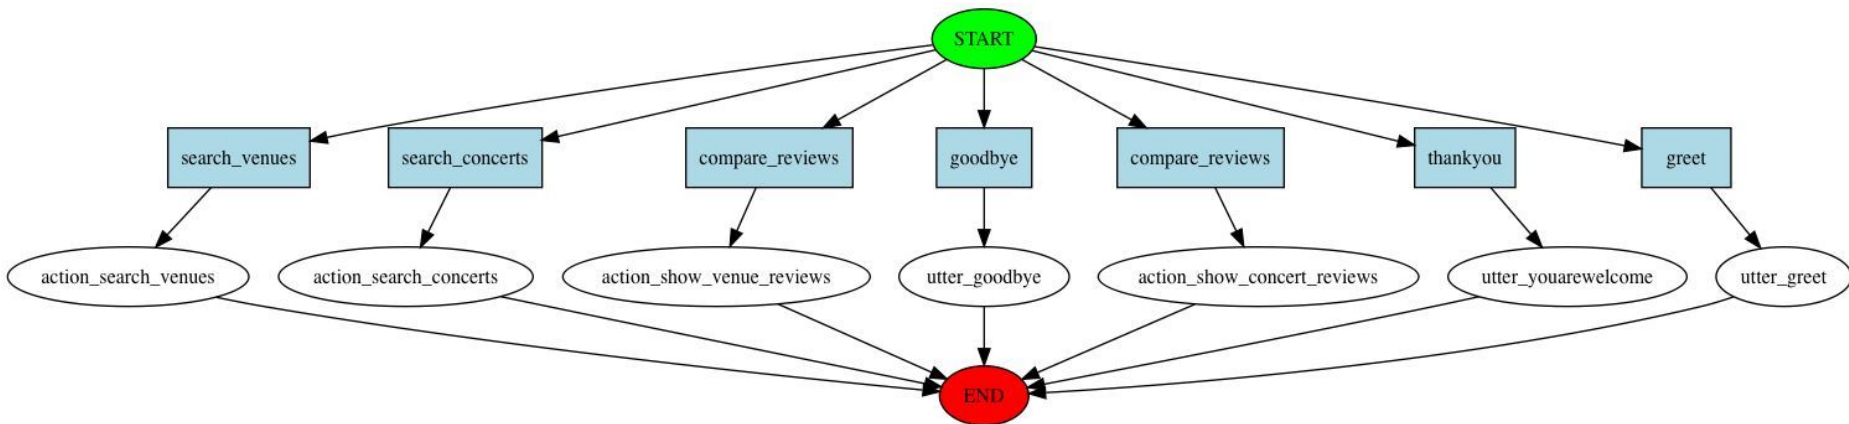 START
search_venues
search_concerts
compare_reviews
goodbye
compare_reviews
thankyou
greet
action_search_venues
action_search_concerts
action_show_venue_reviews
utter_goodbye
action_show_concert_reviews
utter_youarewelcome
utter_greet
END